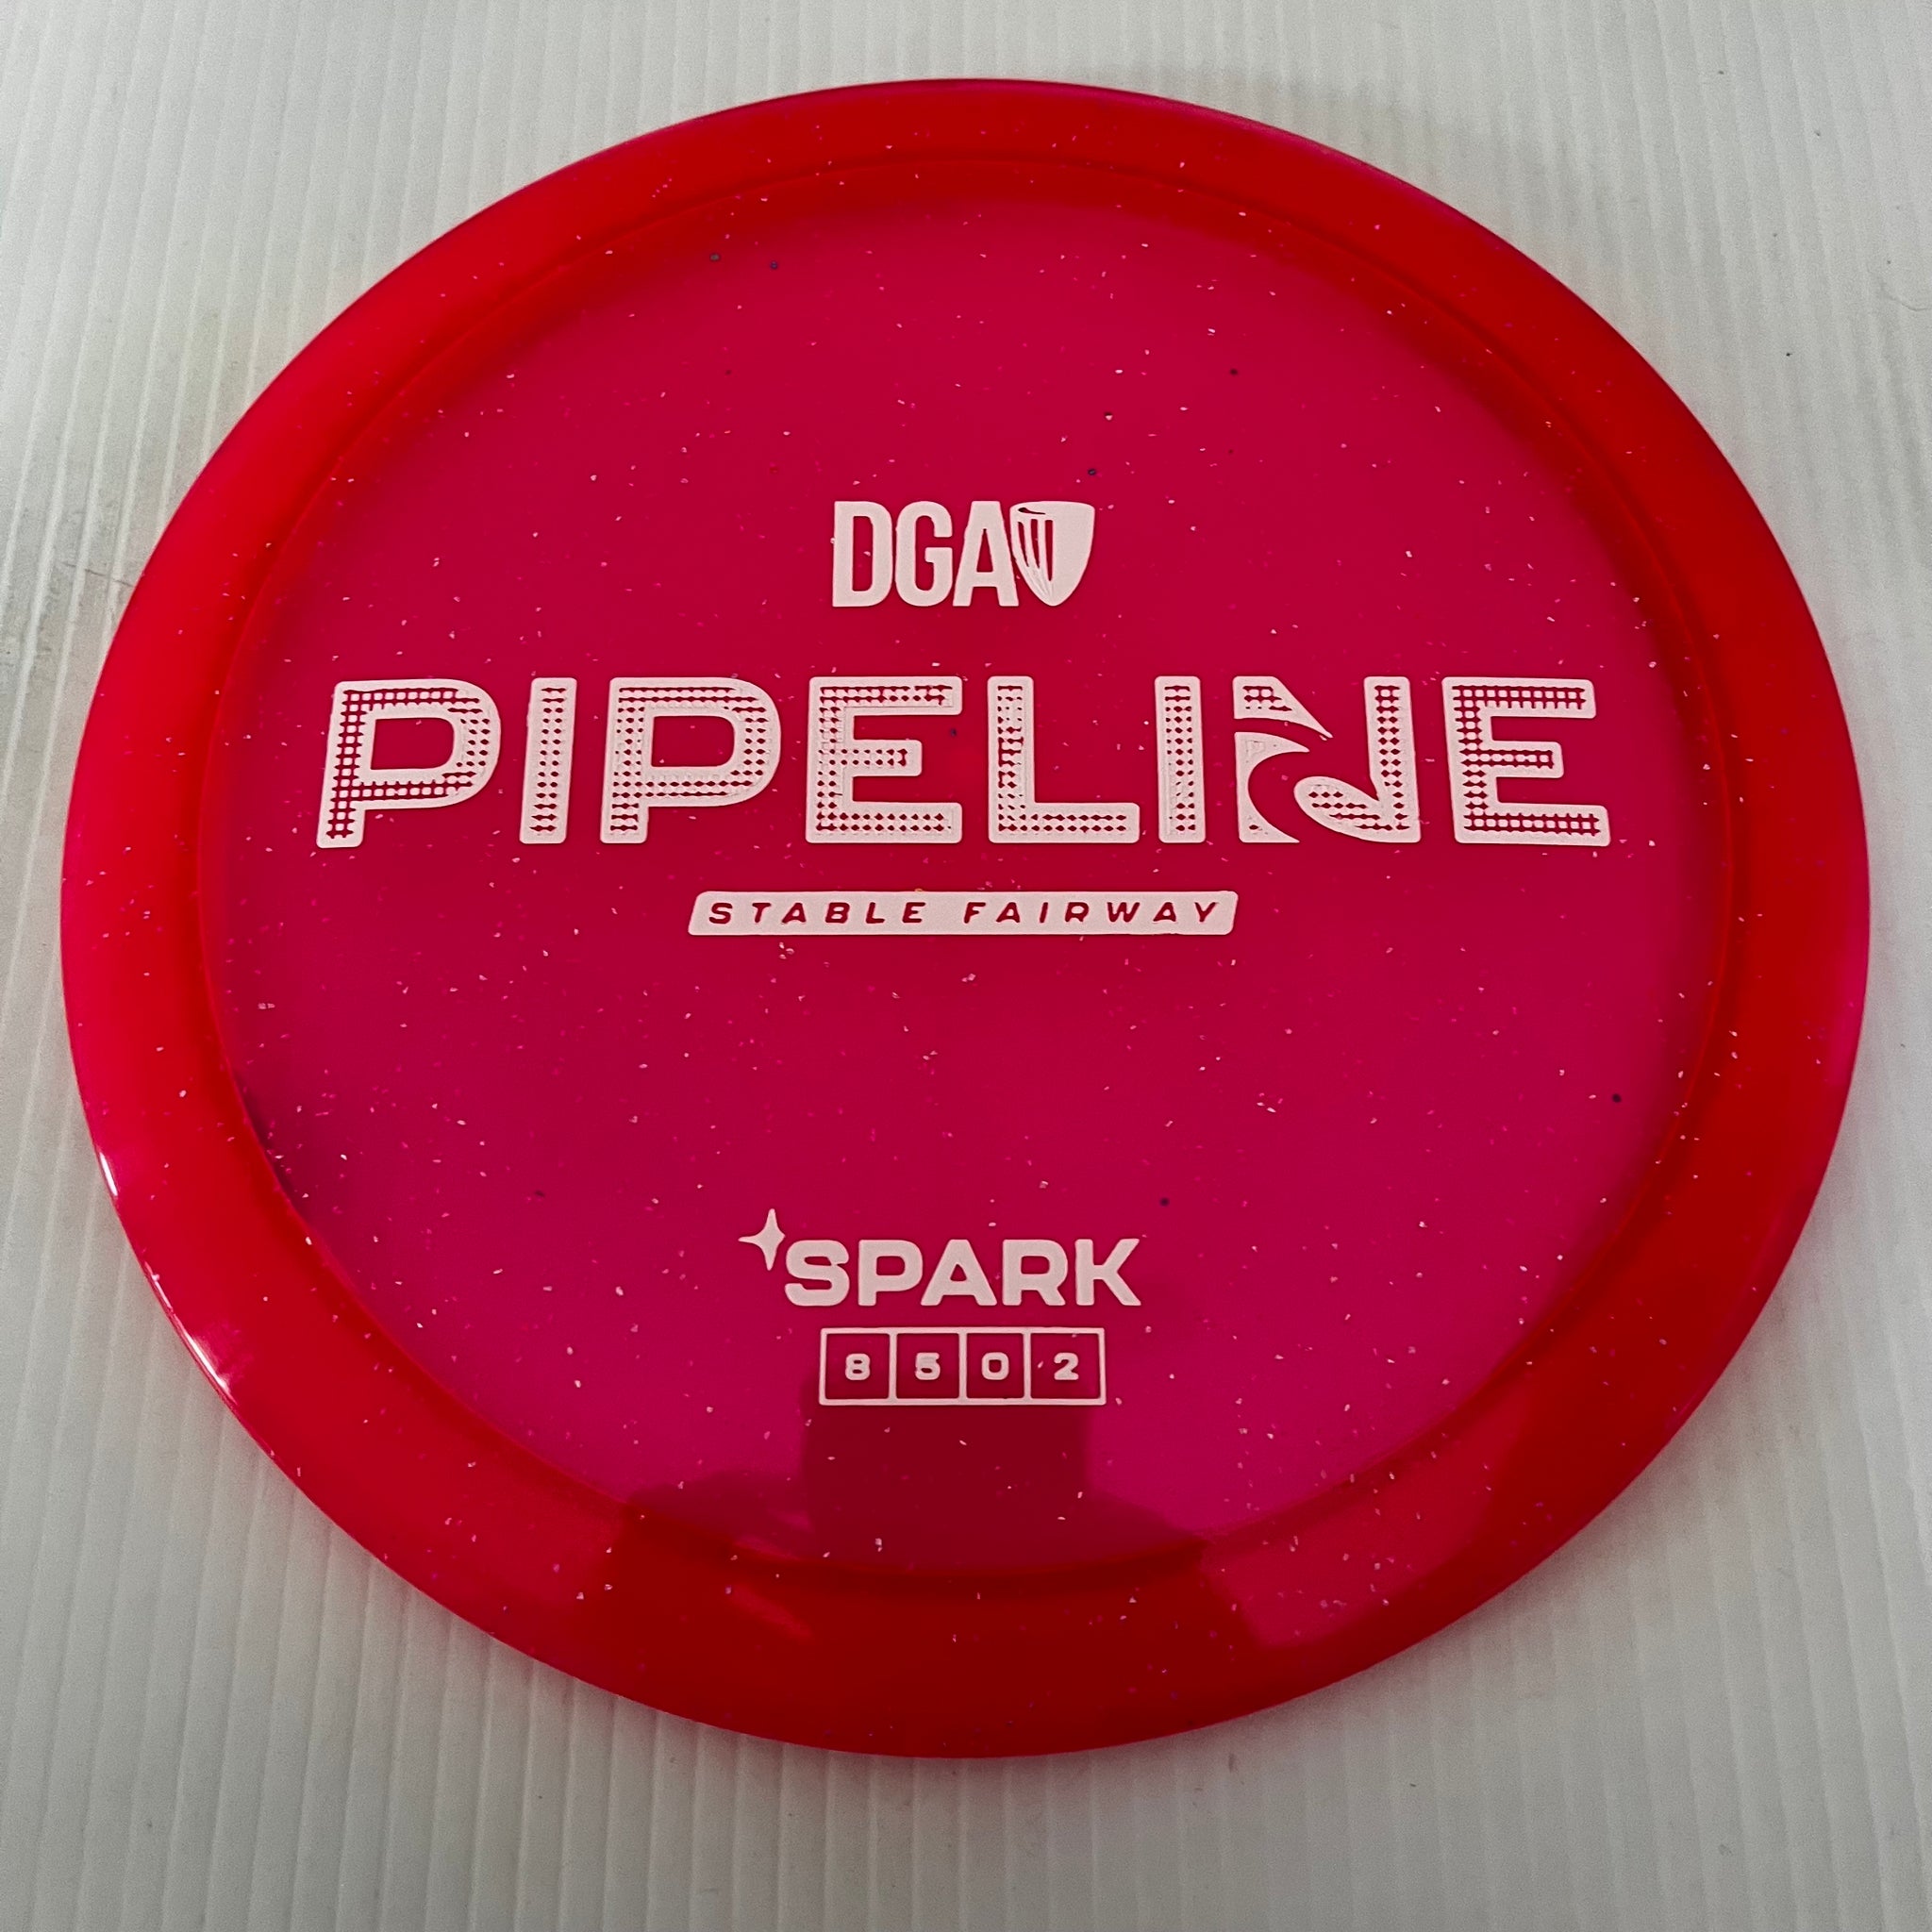 DGA
PIPELINE
STABLE FAIRWAY
SPARK
8 5 0 2